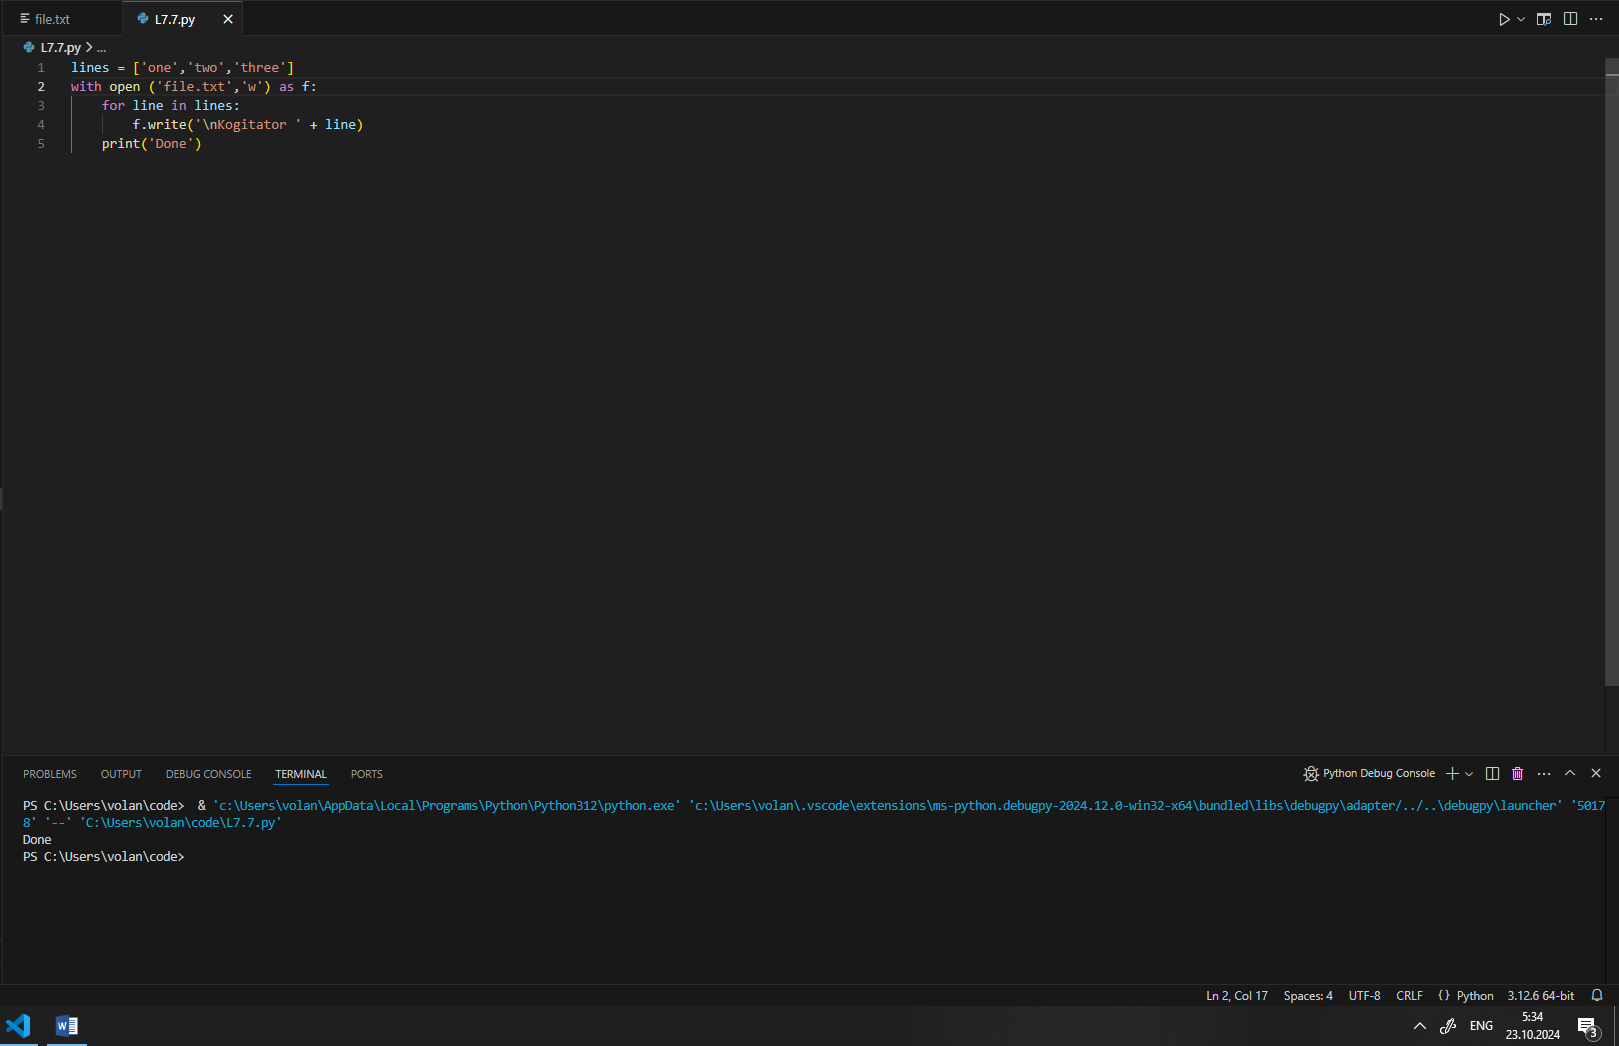 file.txt
L7.7.py
L7.7.py > ...
1 lines = ['one','two','three']
2 with open ('file.txt','w') as f:
3     for line in lines:
4         f.write('\nKogitator ' + line)
5     print('Done')
PROBLEMS OUTPUT DEBUG CONSOLE TERMINAL PORTS
Python Debug Console
PS C:\Users\volan\code>  & 'c:\Users\volan\AppData\Local\Programs\Python\Python312\python.exe' 'c:\Users\volan\.vscode\extensions\ms-python.debugpy-2024.12.0-win32-x64\bundled\libs\debugpy\adapter/../..\debugpy\launcher' '5017
8' '--' 'C:\Users\volan\code\L7.7.py'
Done
PS C:\Users\volan\code>
Ln 2, Col 17 Spaces: 4 UTF-8 CRLF {} Python 3.12.6 64-bit
W
ENG
5:34
23.10.2024
3